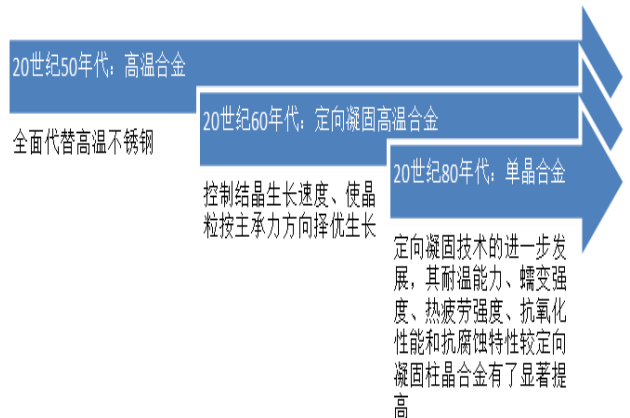 20世纪50年代：高温合金
全面代替高温不锈钢
20世纪60年代：定向凝固高温合金
控制结晶生长速度、使晶
粒按主承力方向择优生长
20世纪80年代：单晶合金
定向凝固技术的进一步发
展，其耐温能力、蠕变强
度、热疲劳强度、抗氧化
性能和抗腐蚀特性较定向
凝固柱晶合金有了显著提
高